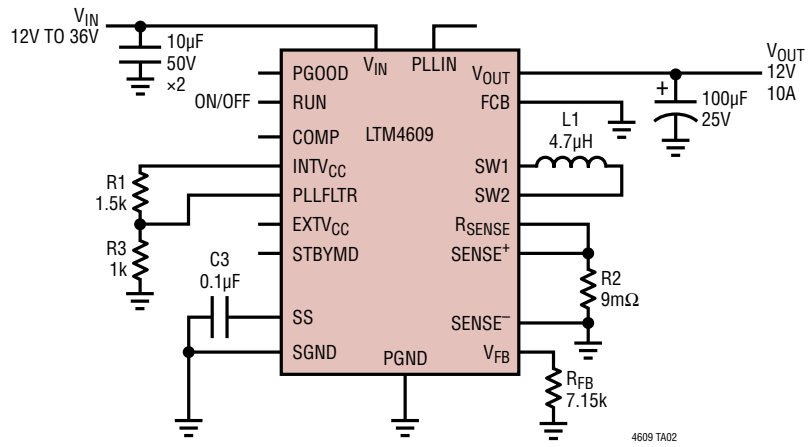 VIN
12V TO 36V
10µF
50V
×2
VIN
PLLIN
PGOOD
RUN
ON/OFF
COMP
LTM4609
INTVCC
PLLFLTR
EXTVCC
STBYMD
SS
SGND
PGND
VOUT
FCB
SW1
SW2
RSENSE
SENSE+
SENSE–
VFB
R1
1.5k
R3
1k
C3
0.1µF
VOUT
12V
10A
+
100µF
25V
L1
4.7µH
R2
9mΩ
RFB
7.15k
4609 TA02